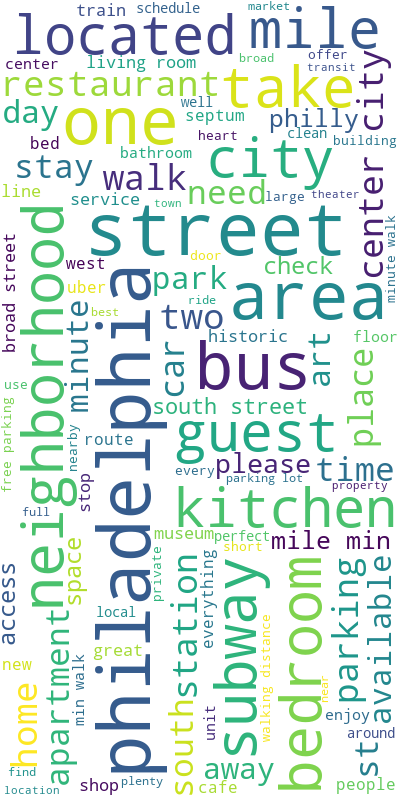 train
schedule
market
located
mile
center
living room
broad
offer
transit
restaurant
take
day
one
well
septum
philly
clean
building
bed
heart
stay
bathroom
walk
city
center city
line
service
need
large
theater
town
street
minute walk
broad street
neighborhood
west
door
check
uber
philadelphia
park
ride
area
best
minute
two
historic
floor
car
bus
art
place
free parking
use
south street
guest
route
nearby
please
time
every
parking lot
property
stop
full
kitchen
space
museum
perfect
mile min
short
access
private
everything
station
subway
bedroom
parking
available
local
apartment
great
walking distance
new
min walk
home
south
unit
near
enjoy
st
around
away
find
location
shop
plenty
cafe
people